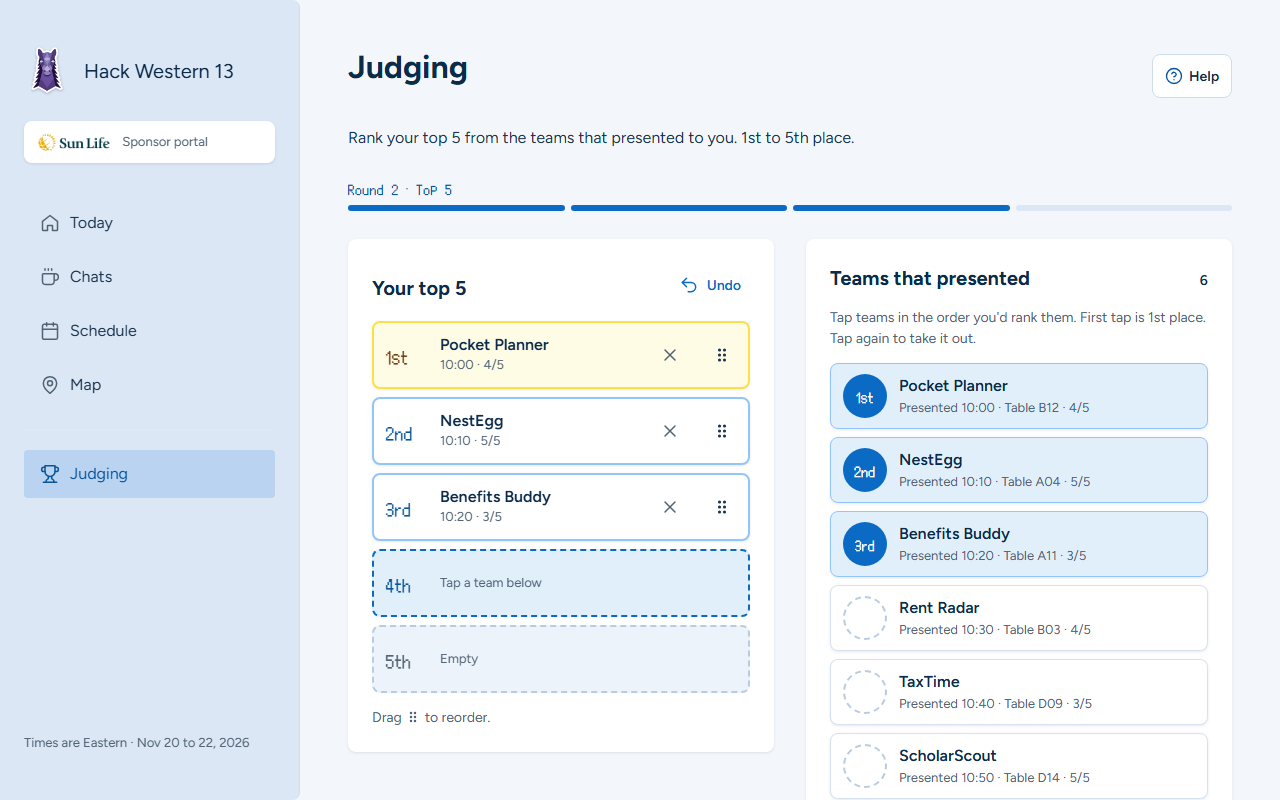 Hack Western 13
Sun Life Sponsor portal
Today
Chats
Schedule
Map
Judging
Times are Eastern · Nov 20 to 22, 2026
Judging
Help
Rank your top 5 from the teams that presented to you. 1st to 5th place.
Round 2 · Top 5
Your top 5
Undo
1st
Pocket Planner
10:00 · 4/5
2nd
NestEgg
10:10 · 5/5
3rd
Benefits Buddy
10:20 · 3/5
4th
Tap a team below
5th
Empty
Drag ⠿ to reorder.
Teams that presented
6
Tap teams in the order you'd rank them. First tap is 1st place.
Tap again to take it out.
1st
Pocket Planner
Presented 10:00 · Table B12 · 4/5
2nd
NestEgg
Presented 10:10 · Table A04 · 5/5
3rd
Benefits Buddy
Presented 10:20 · Table A11 · 3/5
Rent Radar
Presented 10:30 · Table B03 · 4/5
TaxTime
Presented 10:40 · Table D09 · 3/5
ScholarScout
Presented 10:50 · Table D14 · 5/5